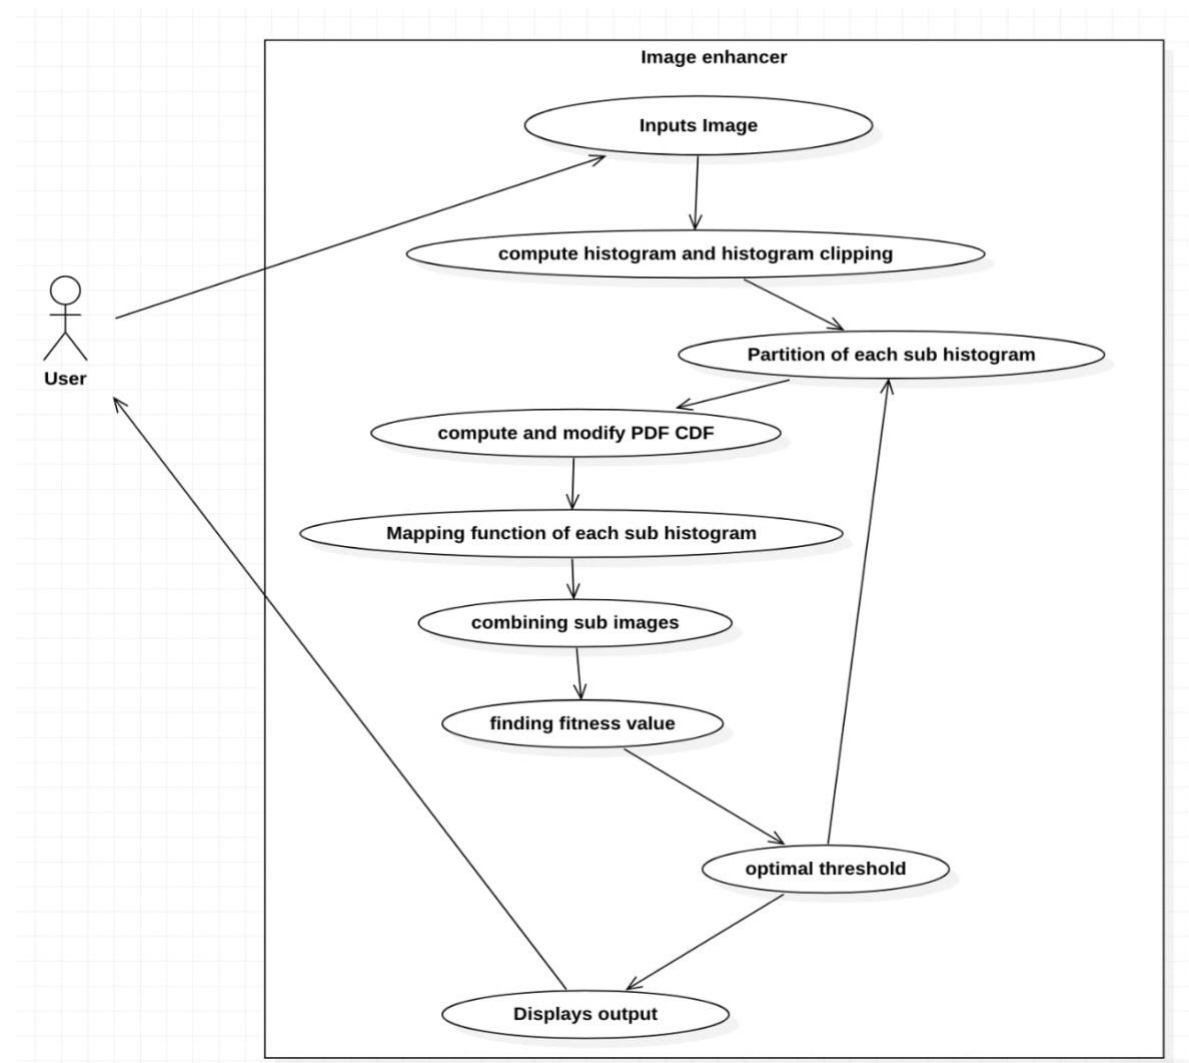 Image enhancer
Inputs Image
compute histogram and histogram clipping
Partition of each sub histogram
User
compute and modify PDF CDF
Mapping function of each sub histogram
combining sub images
finding fitness value
optimal threshold
Displays output